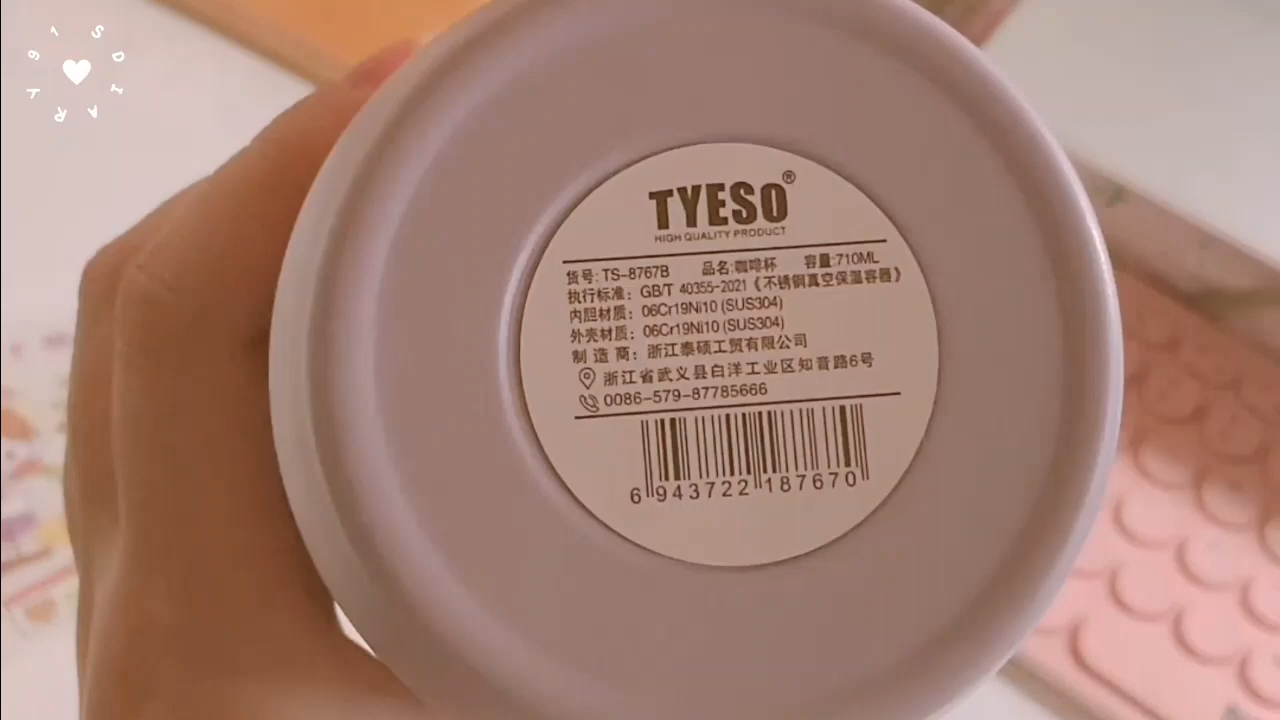 91SDIARY
TYESO®
HIGH QUALITY PRODUCT
货号: TS-8767B 品名:咖啡杯 容量:710ML
执行标准: GB/T 40355-2021《不锈钢真空保温容器》
内胆材质: 06Cr19Ni10 (SUS304)
外壳材质: 06Cr19Ni10 (SUS304)
制 造 商: 浙江泰硕工贸有限公司
浙江省武义县白洋工业区知音路6号
0086-579-87785666
6 943722 187670